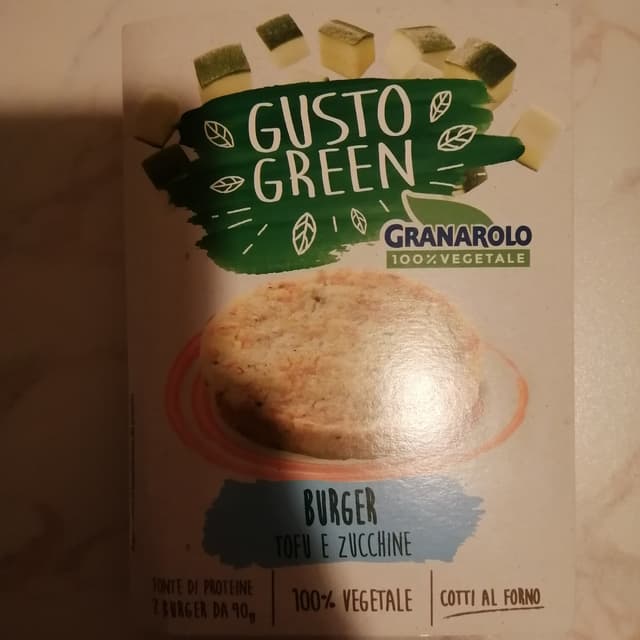 GUSTO
GREEN
GRANAROLO
100% VEGETALE
BURGER
TOFU E ZUCCHINE
FONTE DI PROTEINE
2 BURGER DA 90g
100% VEGETALE
COTTI AL FORNO